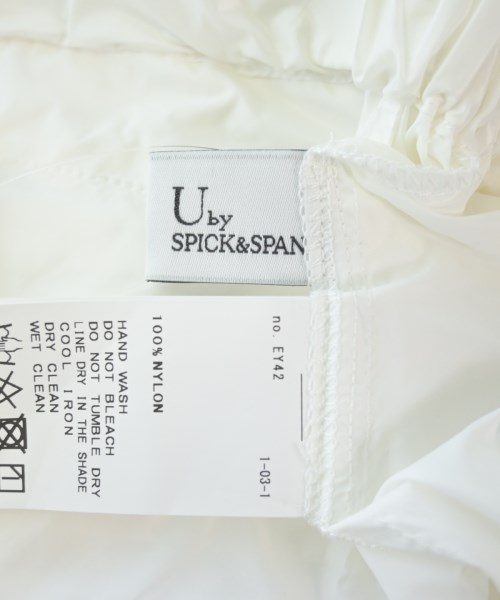 U by
SPICK&SPAN
no. EY42
1-03-1
100%NYLON
HAND WASH
DO NOT BLEACH
DO NOT TUMBLE DRY
LINE DRY IN THE SHADE
COOL IRON
DRY CLEAN
WET CLEAN